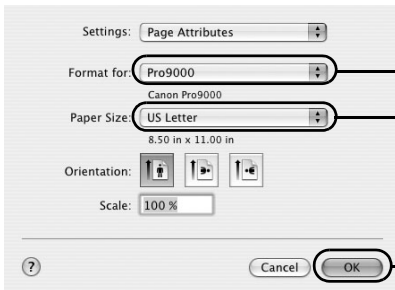 Settings: Page Attributes
Format for: Pro9000
Canon Pro9000
Paper Size: US Letter
8.50 in x 11.00 in
Orientation:
Scale: 100 %
? Cancel OK